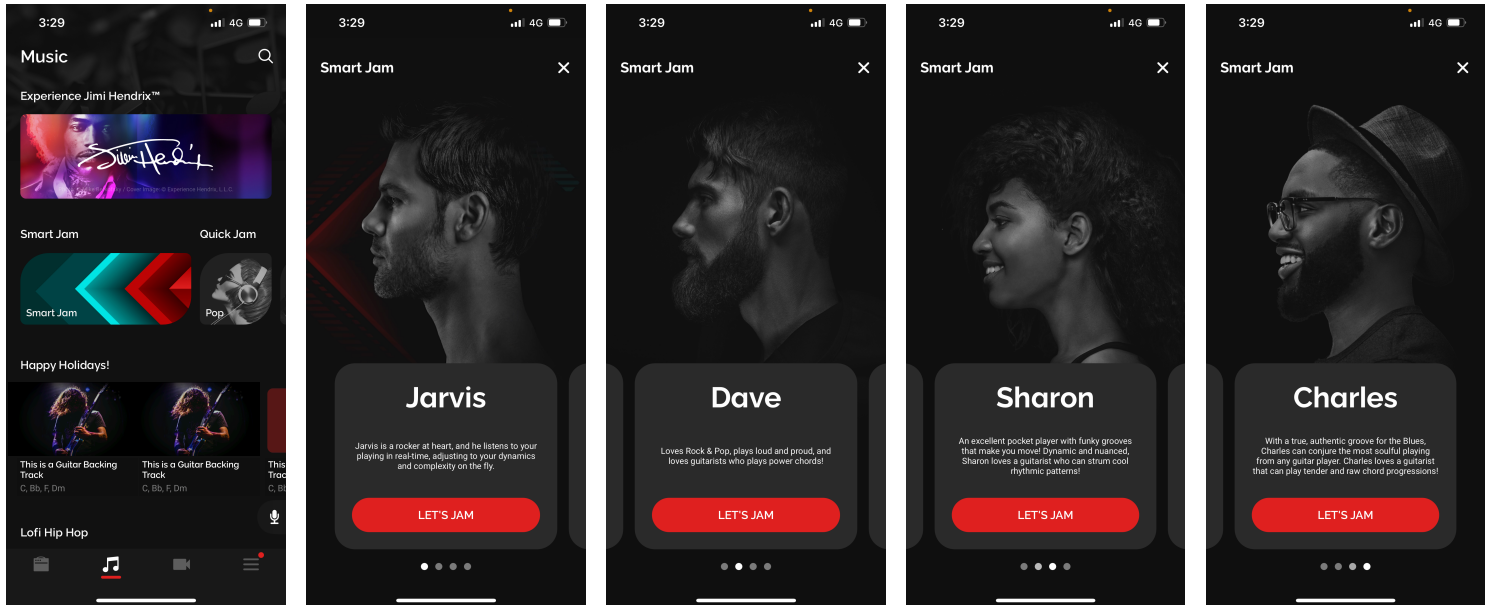 3:29
4G
Music
Experience Jimi Hendrix™
Jimi Hendrix
Smart Jam
Quick Jam
Smart Jam
Pop
Happy Holidays!
This is a Guitar Backing
Track
C, Bb, F, Dm
This is a Guitar Backing
Track
C, Bb, F, Dm
This
Trac
C, Bb
Lofi Hip Hop
3:29
4G
Smart Jam
Jarvis
Jarvis is a rocker at heart, and he listens to your
playing in real-time, adjusting to your dynamics
and complexity on the fly.
LET'S JAM
3:29
4G
Smart Jam
Dave
Loves Rock & Pop, plays loud and proud, and
loves guitarists who plays power chords!
LET'S JAM
3:29
4G
Smart Jam
Sharon
An excellent pocket player with funky grooves
that make you move! Dynamic and nuanced,
Sharon loves a guitarist who can strum cool
rhythmic patterns!
LET'S JAM
3:29
4G
Smart Jam
Charles
With a true, authentic groove for the Blues,
Charles can conjure the most soulful playing
from any guitar player. Charles loves a guitarist
that can play tender and raw chord progressions!
LET'S JAM